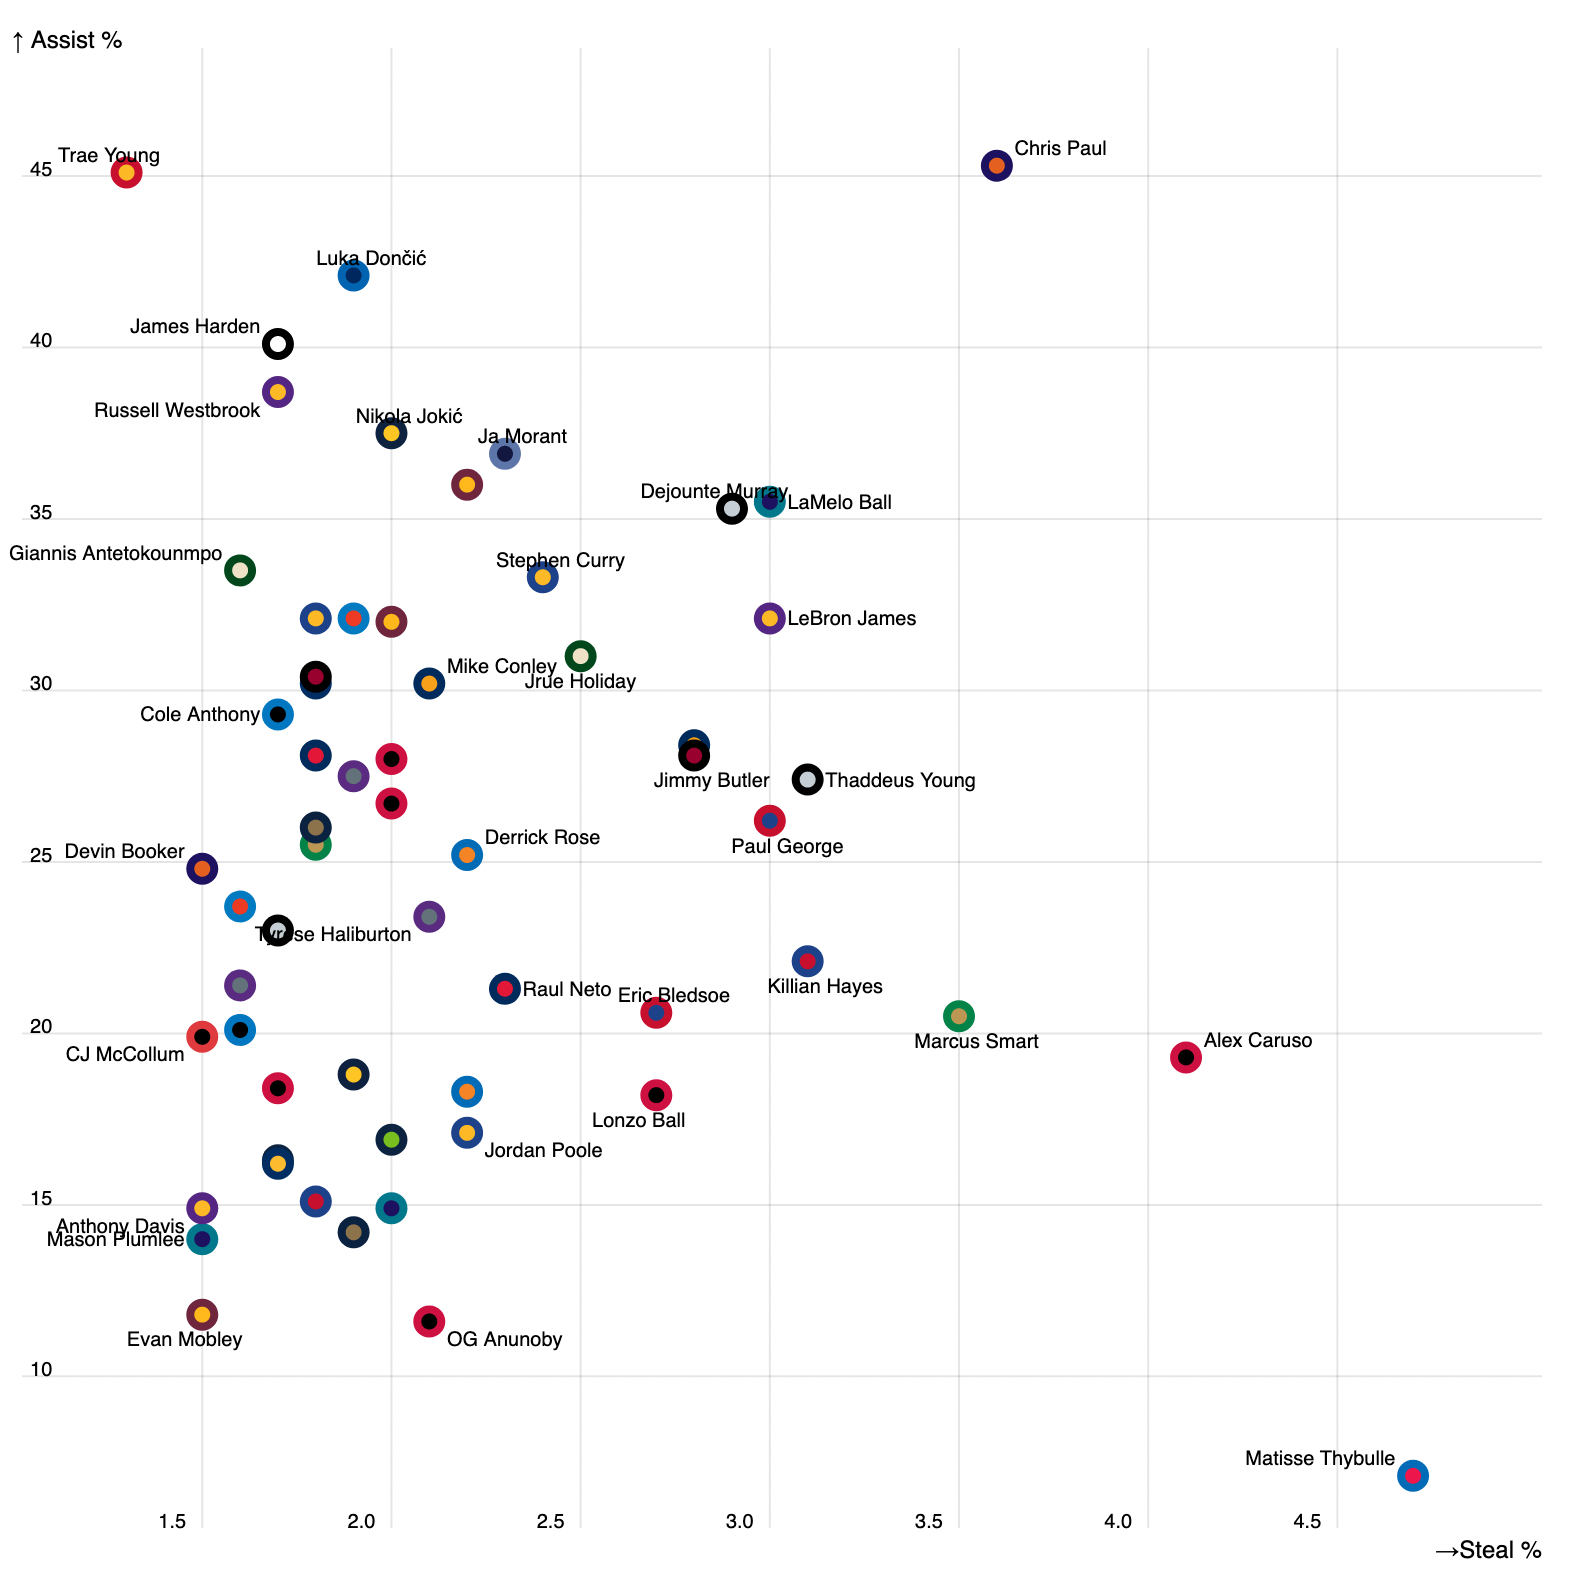 ↑ Assist %
Chris Paul
Trae Young
45
Luka Dončić
James Harden
40
Russell Westbrook
Nikola Jokić
Ja Morant
Dejounte Murray
LaMelo Ball
35
Giannis Antetokounmpo
Stephen Curry
LeBron James
Mike Conley
Jrue Holiday
30
Cole Anthony
Jimmy Butler
Thaddeus Young
Derrick Rose
Paul George
Devin Booker
25
Tyrese Haliburton
Killian Hayes
Raul Neto
Eric Bledsoe
20
Marcus Smart
Alex Caruso
CJ McCollum
Lonzo Ball
Jordan Poole
15
Anthony Davis
Mason Plumlee
Evan Mobley
OG Anunoby
10
Matisse Thybulle
1.5 2.0 2.5 3.0 3.5 4.0 4.5
→Steal %